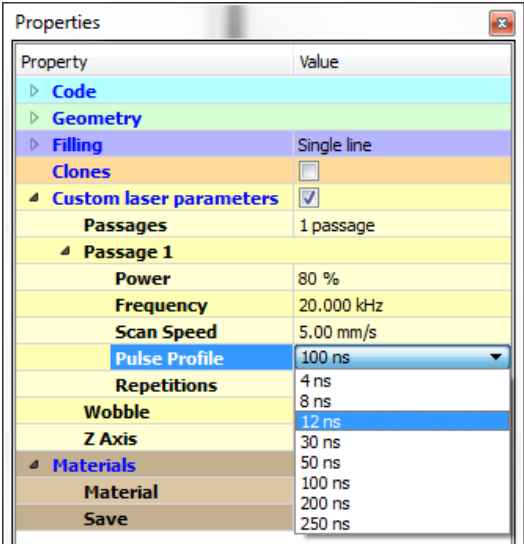 Properties
Property Value
Code
Geometry
Filling Single line
Clones
Custom laser parameters
Passages 1 passage
Passage 1
Power 80 %
Frequency 20.000 kHz
Scan Speed 5.00 mm/s
Pulse Profile 100 ns
Repetitions 4 ns
8 ns
Wobble 12 ns
Z Axis 30 ns
Materials 50 ns
Material 100 ns
Save 200 ns
250 ns